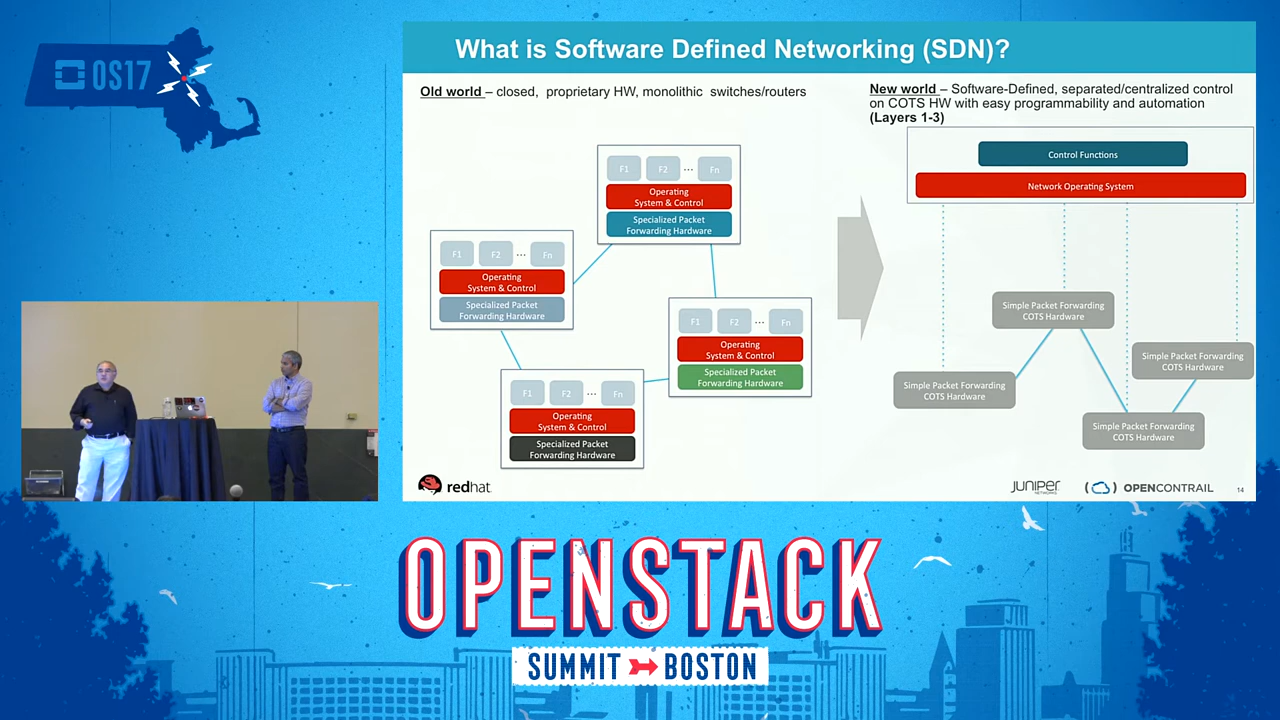 OS17
What is Software Defined Networking (SDN)?
Old world – closed, proprietary HW, monolithic switches/routers
New world – Software-Defined, separated/centralized control
on COTS HW with easy programmability and automation
(Layers 1-3)
F1 F2 ... Fn
Operating
System & Control
Specialized Packet
Forwarding Hardware
F1 F2 ... Fn
Operating
System & Control
Specialized Packet
Forwarding Hardware
F1 F2 ... Fn
Operating
System & Control
Specialized Packet
Forwarding Hardware
F1 F2 ... Fn
Operating
System & Control
Specialized Packet
Forwarding Hardware
Control Functions
Network Operating System
Simple Packet Forwarding
COTS Hardware
Simple Packet Forwarding
COTS Hardware
Simple Packet Forwarding
COTS Hardware
Simple Packet Forwarding
COTS Hardware
redhat.
JUNIPER
NETWORKS
OPENCONTRAIL
14
OPENSTACK
SUMMIT BOSTON